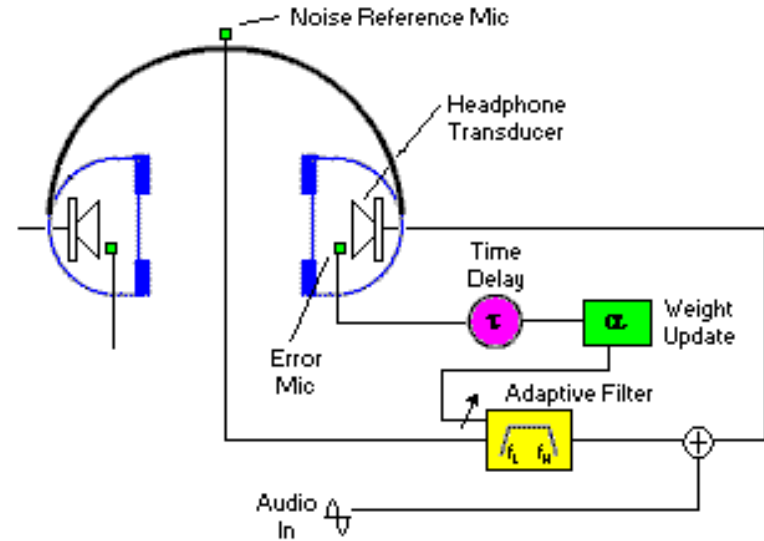 Noise Reference Mic
Headphone
Transducer
Time
Delay
τ
α
Weight
Update
Error
Mic
Adaptive Filter
fL fH
Audio
In